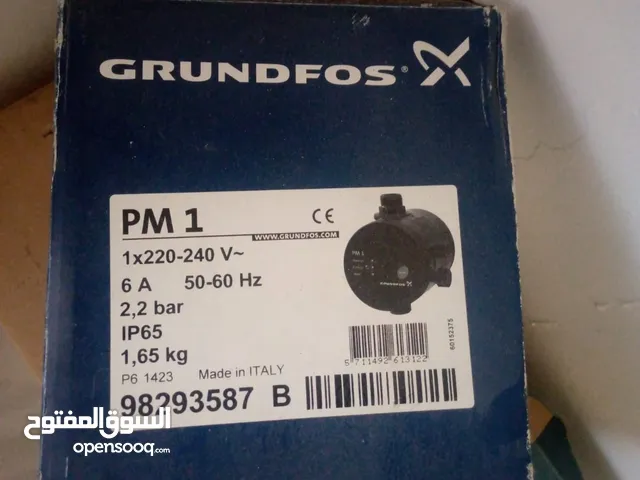 GRUNDFOS
PM 1
CE
WWW.GRUNDFOS.COM
1x220-240 V~
6 A 50-60 Hz
2,2 bar
IP65
1,65 kg
P6 1423 Made in ITALY
98293587 B
PM 1
GRUNDFOS
5 711492 613122
60152375
السوق المفتوح
opensooq.com